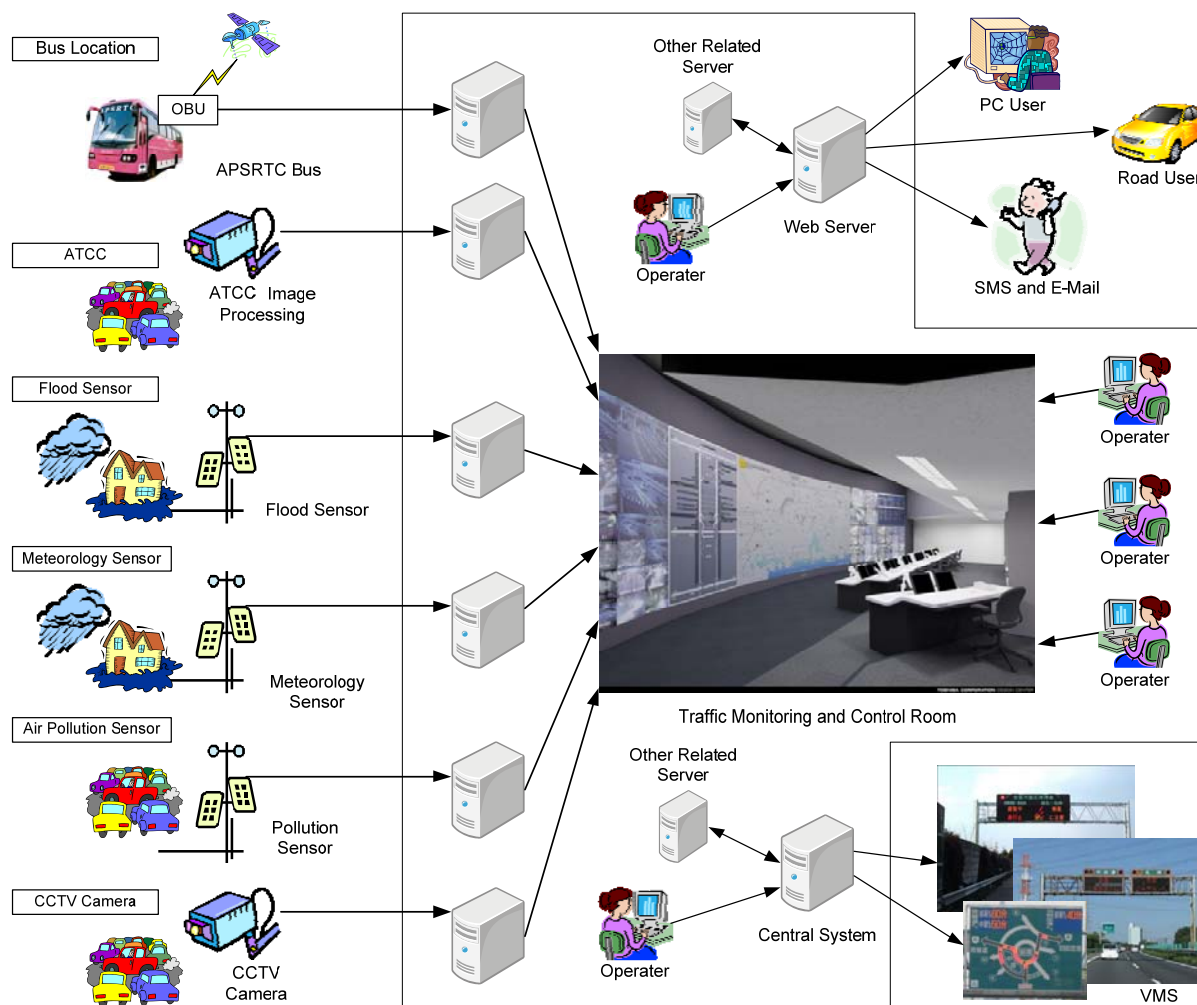 Bus Location
OBU
APSRTC Bus
ATCC
ATCC Image
Processing
Flood Sensor
Flood Sensor
Meteorology Sensor
Meteorology
Sensor
Air Pollution Sensor
Pollution
Sensor
CCTV Camera
CCTV
Camera
Other Related
Server
Operater
Web Server
PC User
Road User
SMS and E-Mail
Operater
Operater
Operater
Traffic Monitoring and Control Room
Other Related
Server
Operater
Central System
VMS